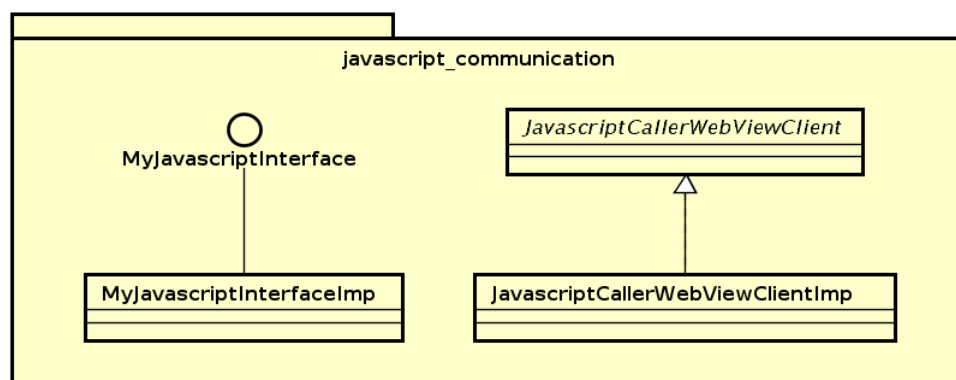 javascript_communication
JavascriptCallerWebViewClient
MyJavascriptInterface
MyJavascriptInterfaceImp
JavascriptCallerWebViewClientImp